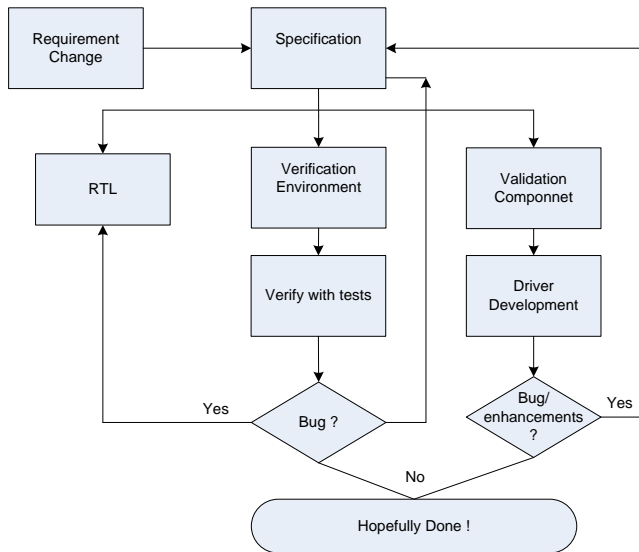 Requirement
Change
Specification
RTL
Verification
Environment
Validation
Componnet
Verify with tests
Driver
Development
Yes
Bug ?
Bug/
enhancements
?
Yes
No
Hopefully Done !